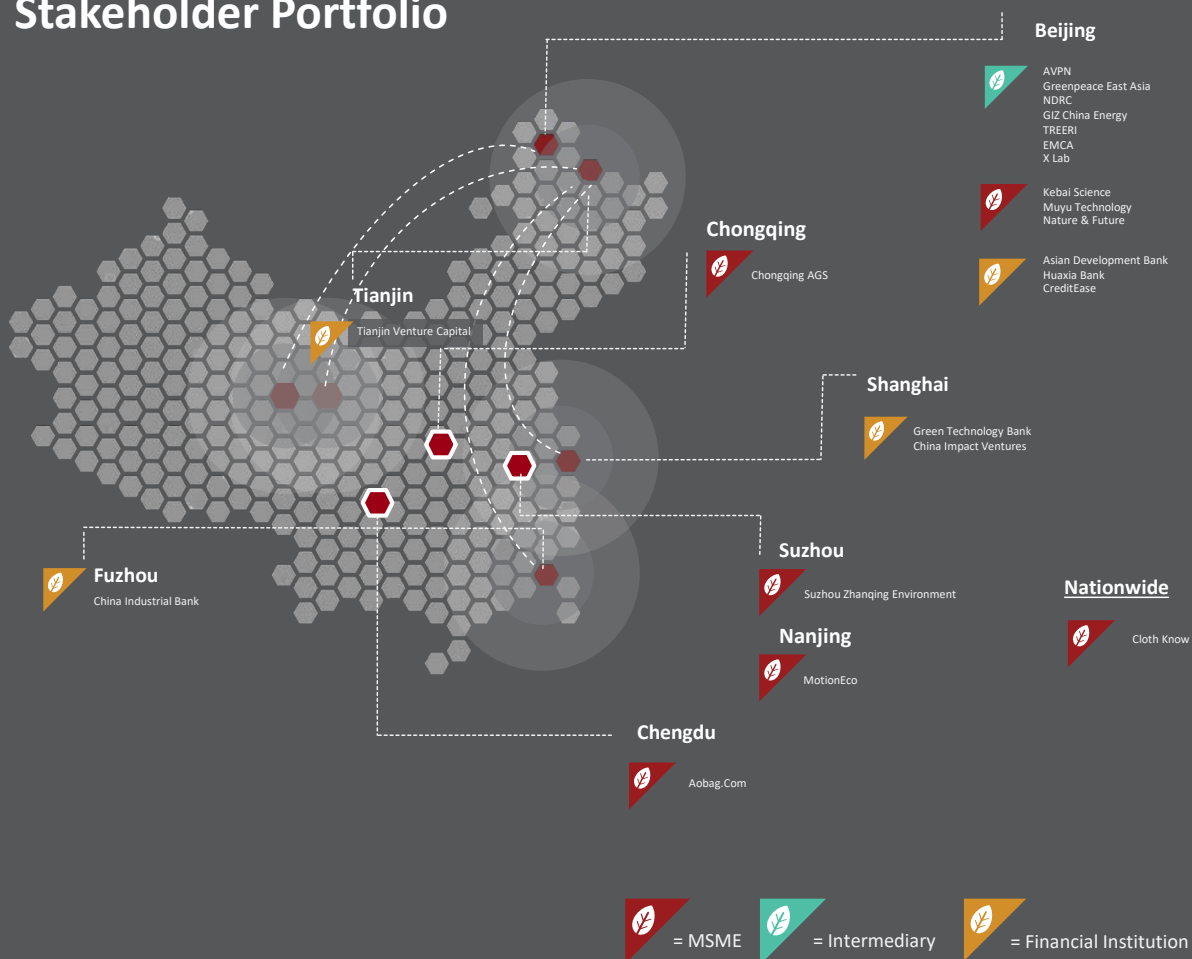 Stakeholder Portfolio
Beijing
AVPN
Greenpeace East Asia
NDRC
GIZ China Energy
TREERI
EMCA
X Lab
Kebai Science
Muyu Technology
Nature & Future
Asian Development Bank
Huaxia Bank
CreditEase
Chongqing
Chongqing AGS
Tianjin
Tianjin Venture Capital
Shanghai
Green Technology Bank
China Impact Ventures
Fuzhou
China Industrial Bank
Suzhou
Suzhou Zhanqing Environment
Nanjing
MotionEco
Nationwide
Cloth Know
Chengdu
Aobag.Com
= MSME
= Intermediary
= Financial Institution